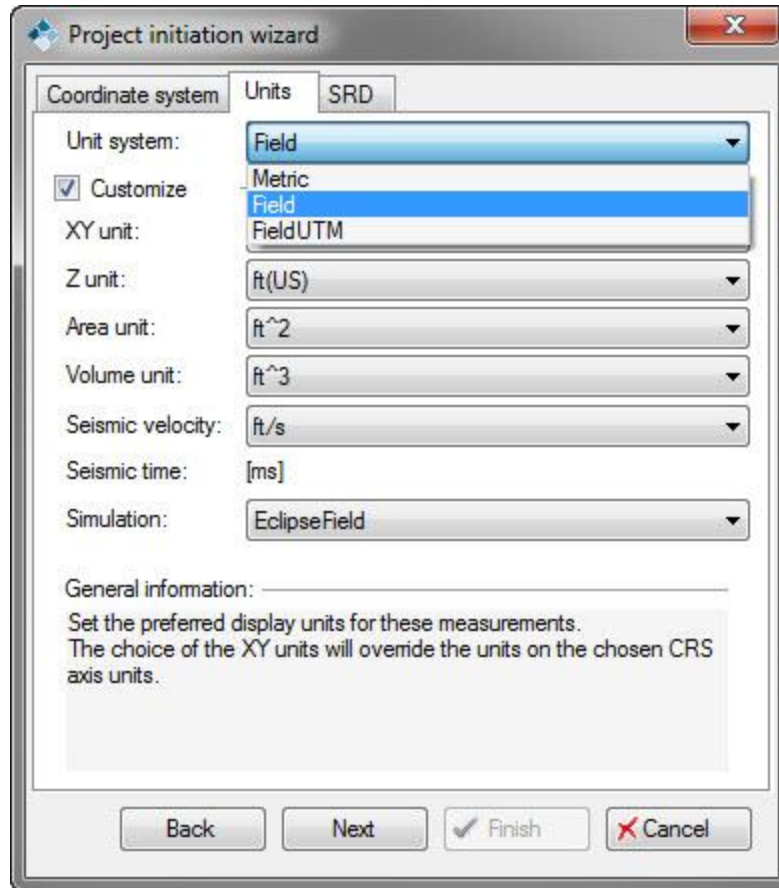 Project initiation wizard
Coordinate system Units SRD
Unit system: Field
Customize Metric
Field
XY unit: FieldUTM
Z unit: ft(US)
Area unit: ft^2
Volume unit: ft^3
Seismic velocity: ft/s
Seismic time: [ms]
Simulation: EclipseField
General information:
Set the preferred display units for these measurements.
The choice of the XY units will override the units on the chosen CRS
axis units.
Back Next Finish Cancel